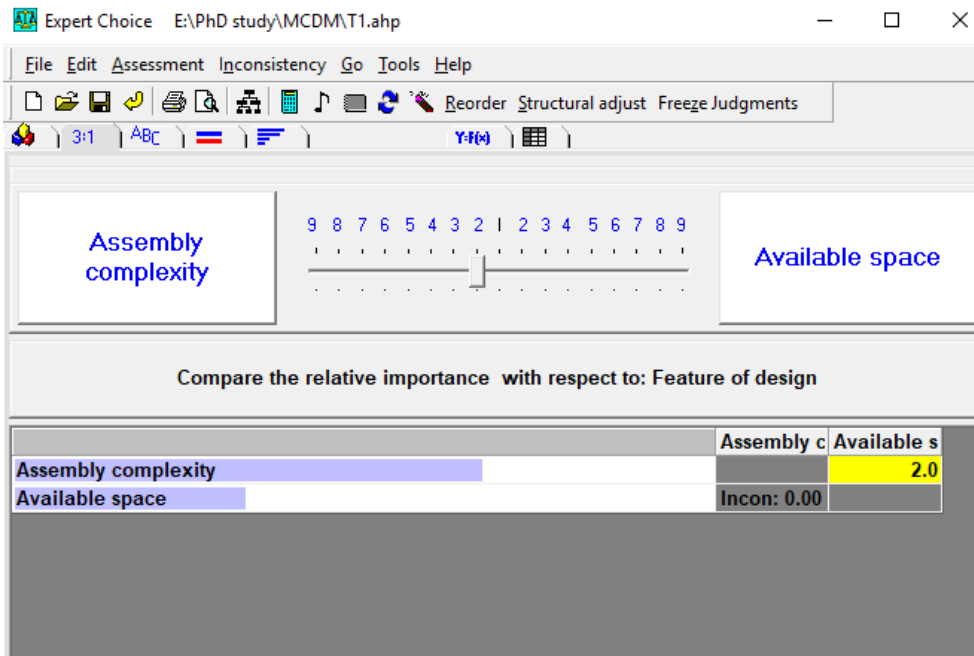 Expert Choice E:\PhD study\MCDM\T1.ahp
File Edit Assessment Inconsistency Go Tools Help
Reorder Structural adjust Freeze Judgments
3:1 ABC Y=F(x)
9 8 7 6 5 4 3 2 1 2 3 4 5 6 7 8 9
Assembly
complexity
Available space
Compare the relative importance with respect to: Feature of design
Assembly c Available s
Assembly complexity 2.0
Available space Incon: 0.00